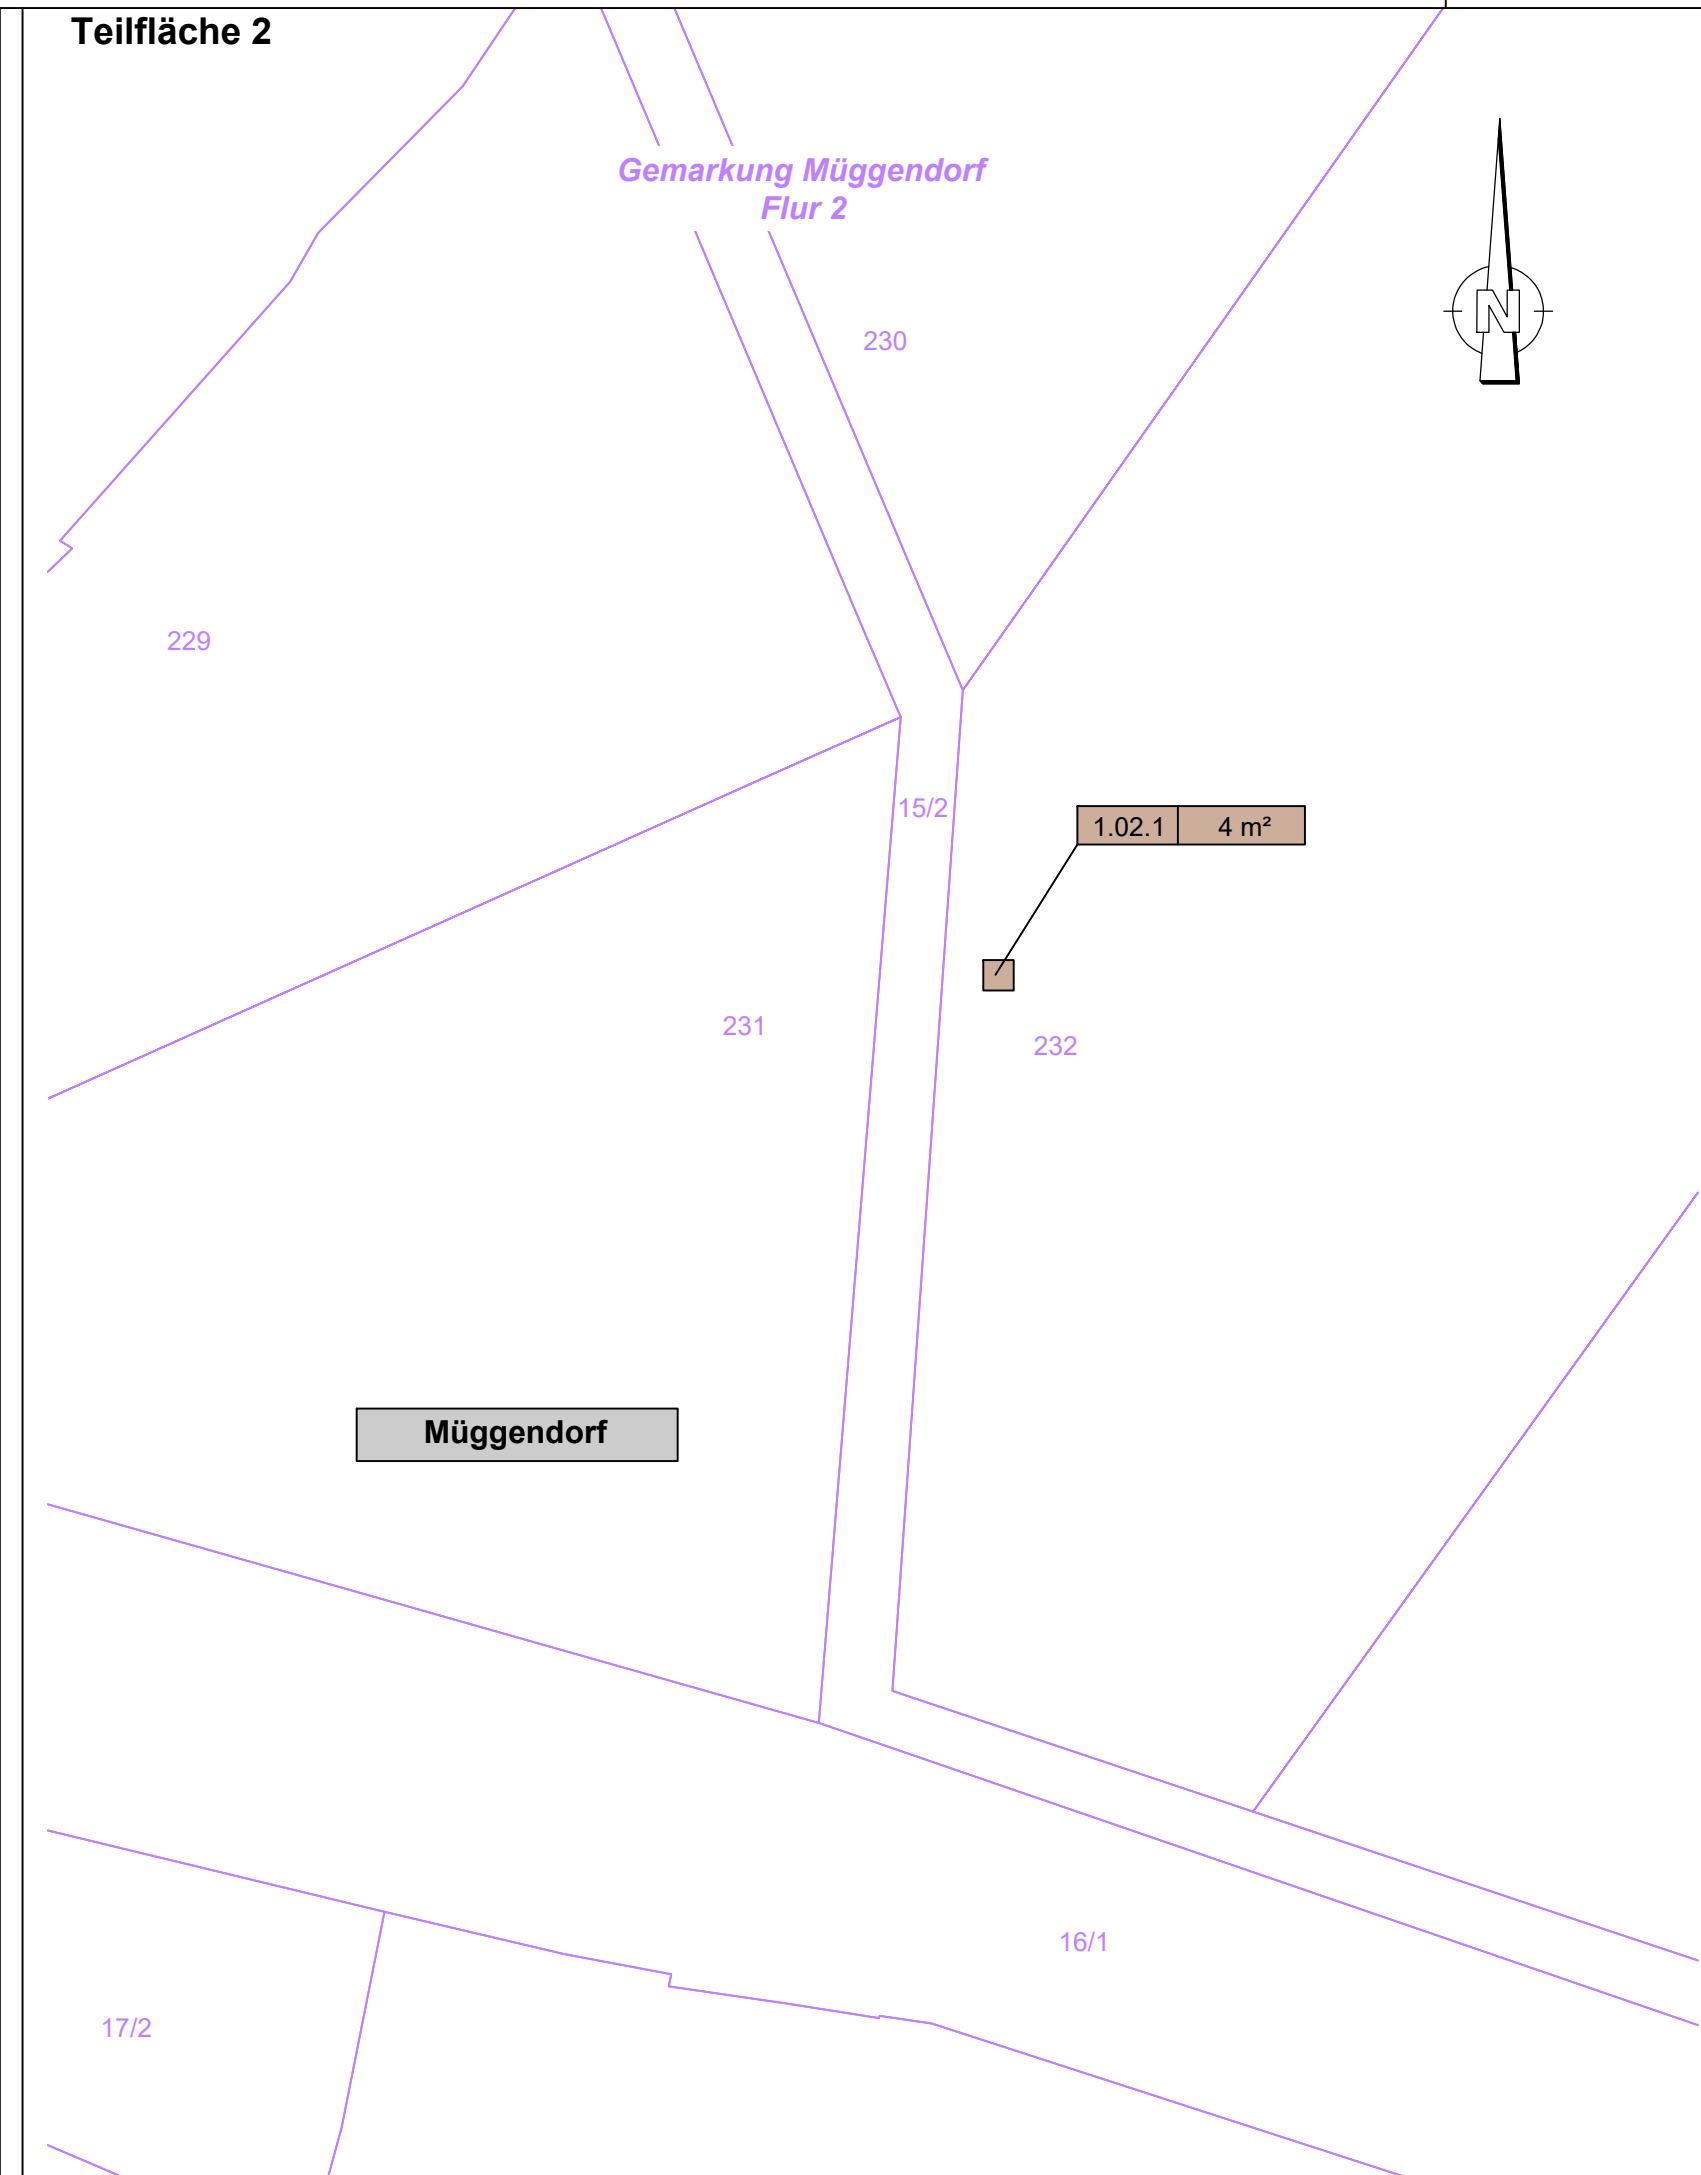 Teilfläche 2
Gemarkung Müggendorf
Flur 2
230
N
229
15/2
1.02.1 4 m²
231
232
Müggendorf
16/1
17/2